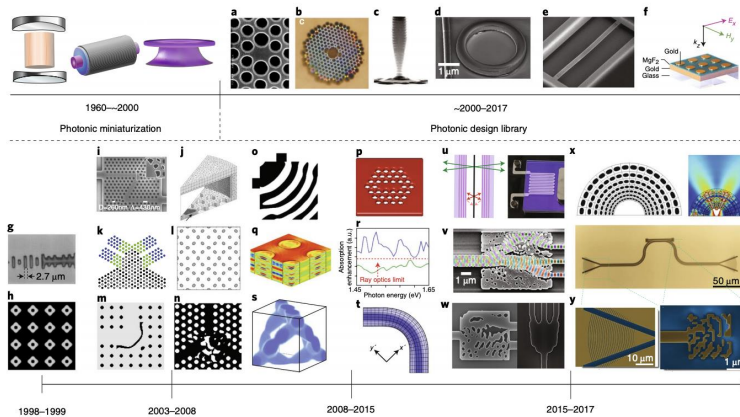 a
b
c
c
d
1 μm
e
f
Ex
Hy
kz
Gold
MgF2
Gold
Glass
1960–~2000
~2000–2017
Photonic miniaturization
Photonic design library
i
D=260nm Λ=430nm
j
o
p
u
x
g
2.7 μm
k
l
q
r
Absorption
enhancement (a.u.)
Ray optics limit
1.45
1.65
Photon energy (eV)
v
1 μm
50 μm
h
m
n
s
t
y'
x'
w
y
10 μm
1 μm
1998–1999
2003–2008
2008–2015
2015–2017